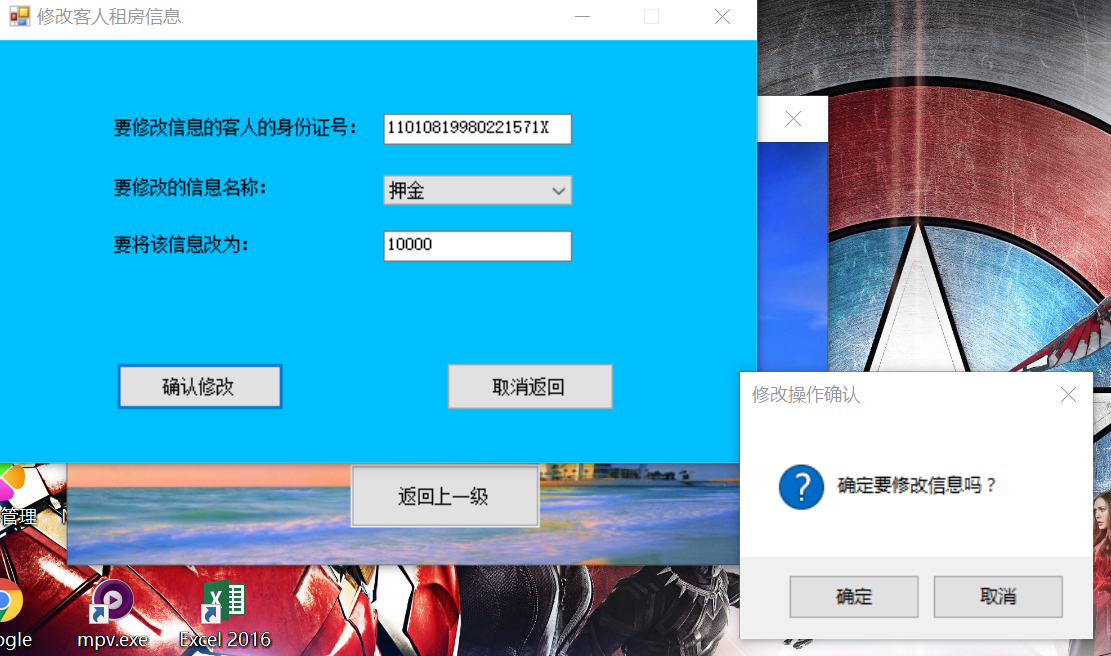 修改客人租房信息
要修改信息的客人的身份证号：
11010819980221571X
要修改的信息名称：
押金
要将该信息改为：
10000
确认修改
取消返回
修改操作确认
确定要修改信息吗？
确定
取消
返回上一级
管理
ogle
mpv.exe
Excel 2016